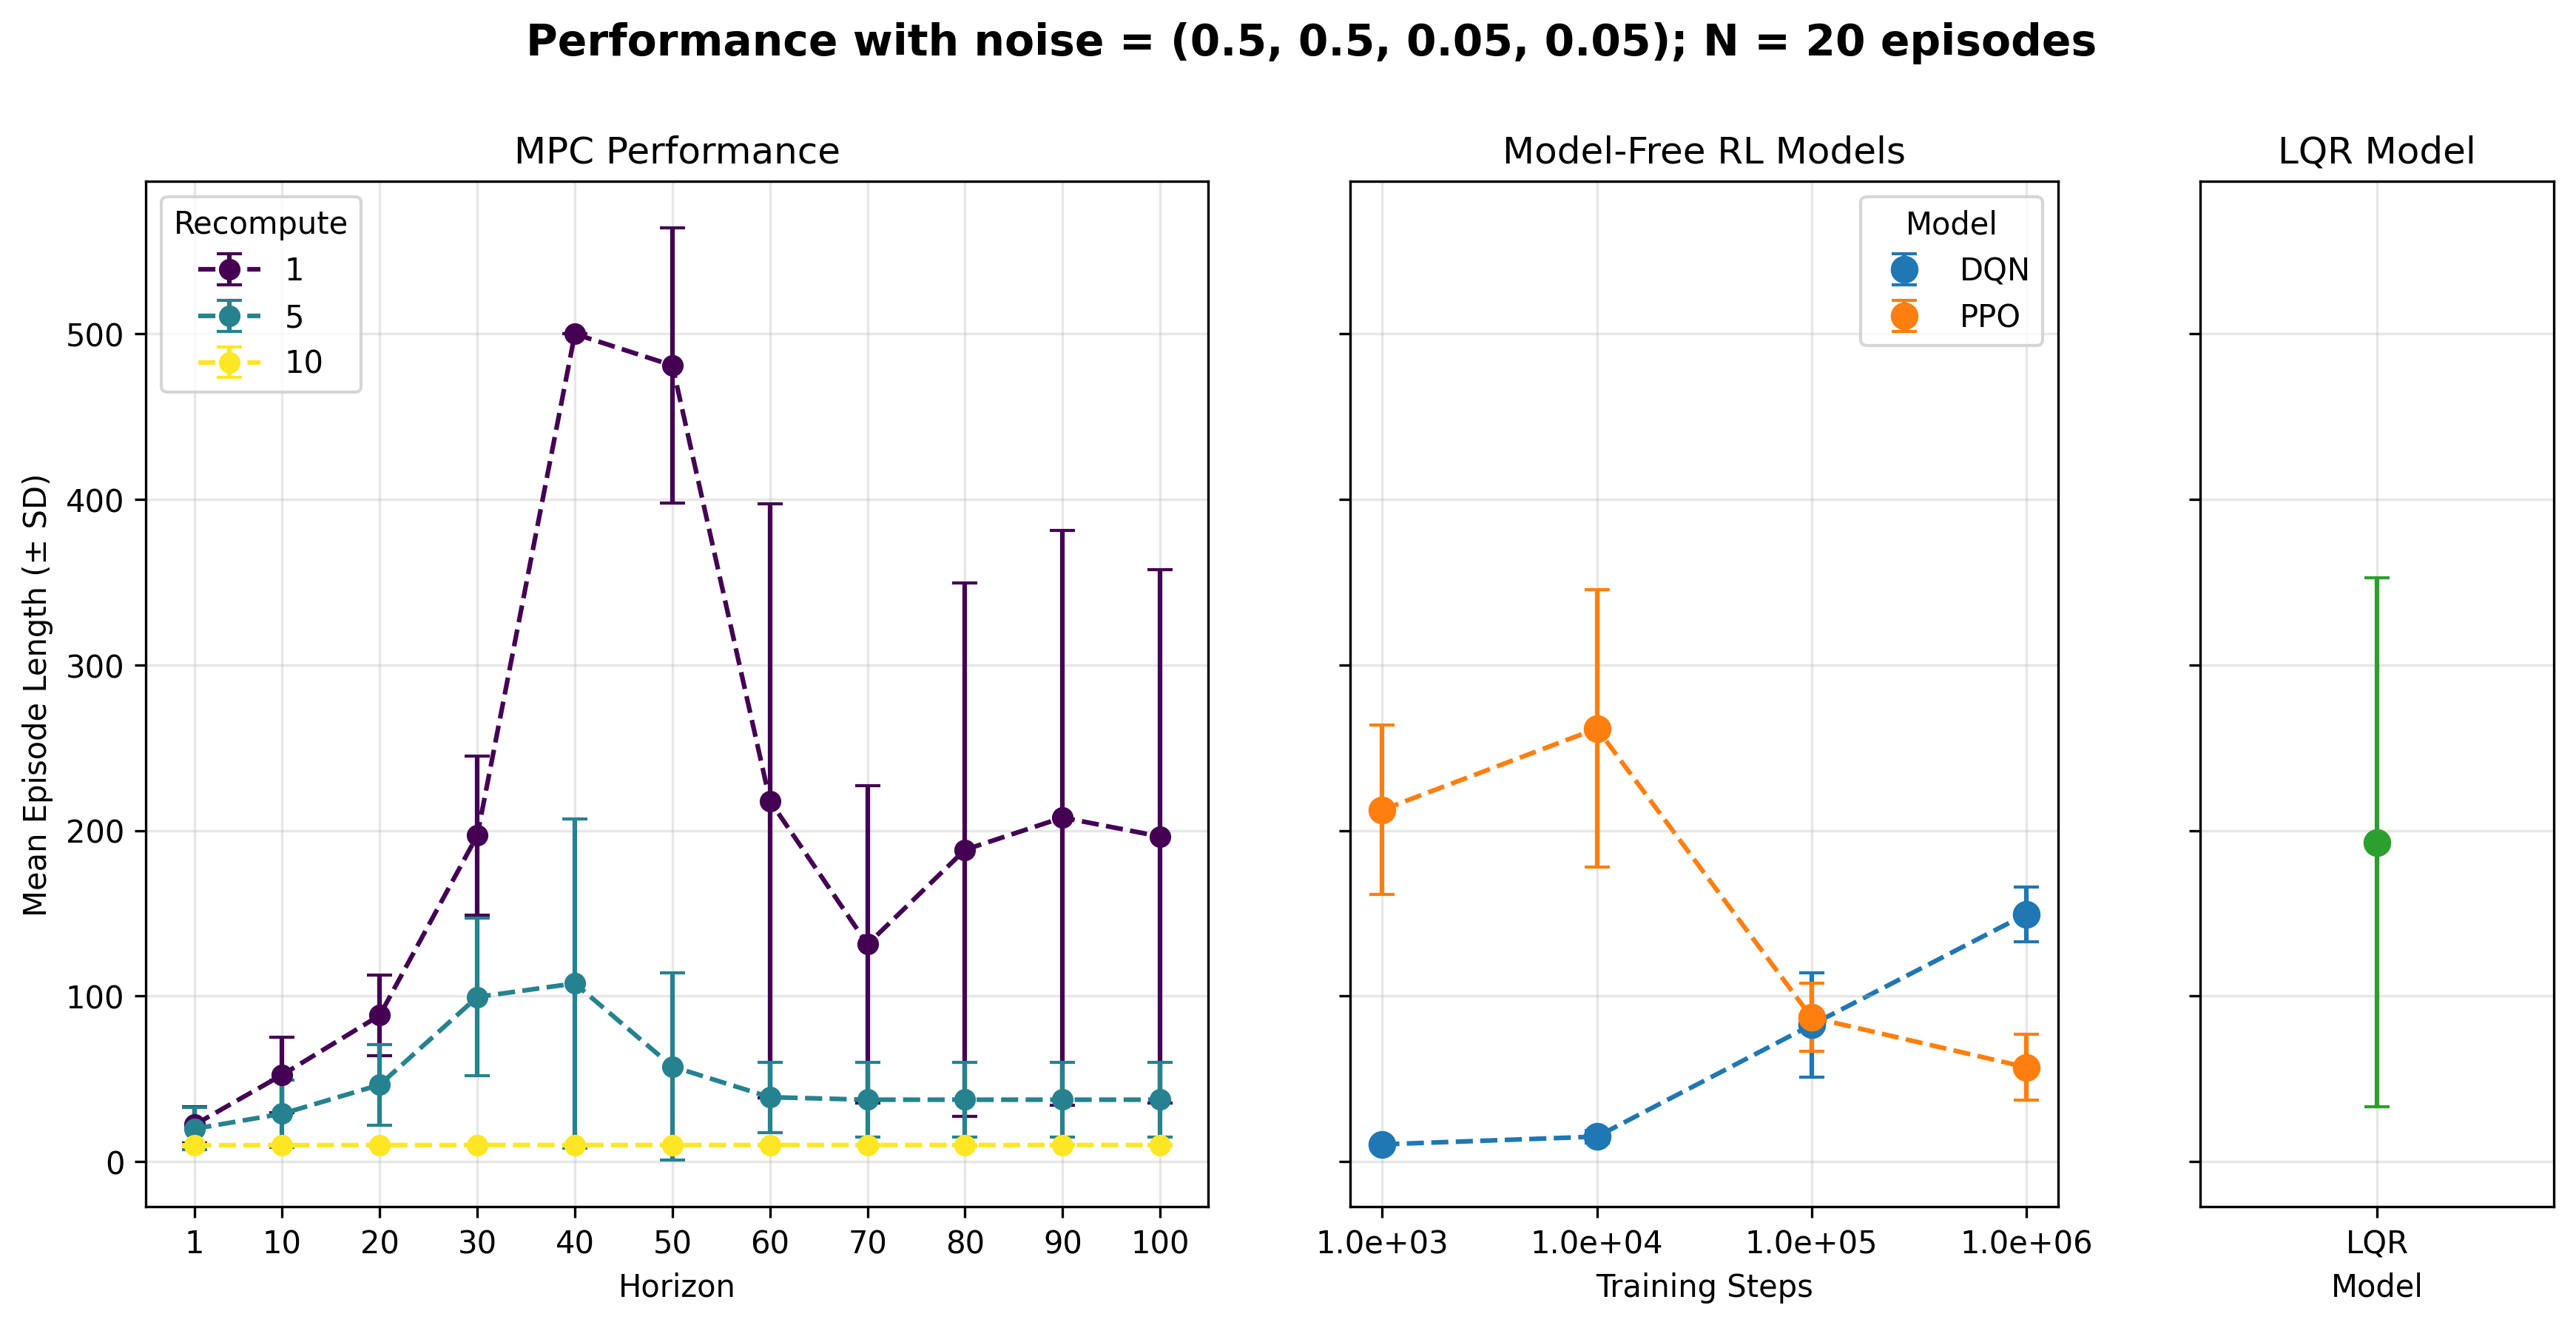 Performance with noise = (0.5, 0.5, 0.05, 0.05); N = 20 episodes
MPC Performance
Recompute
1
5
10
Mean Episode Length (± SD)
500
400
300
200
100
0
1 10 20 30 40 50 60 70 80 90 100
Horizon
Model-Free RL Models
Model
DQN
PPO
1.0e+03 1.0e+04 1.0e+05 1.0e+06
Training Steps
LQR Model
LQR
Model